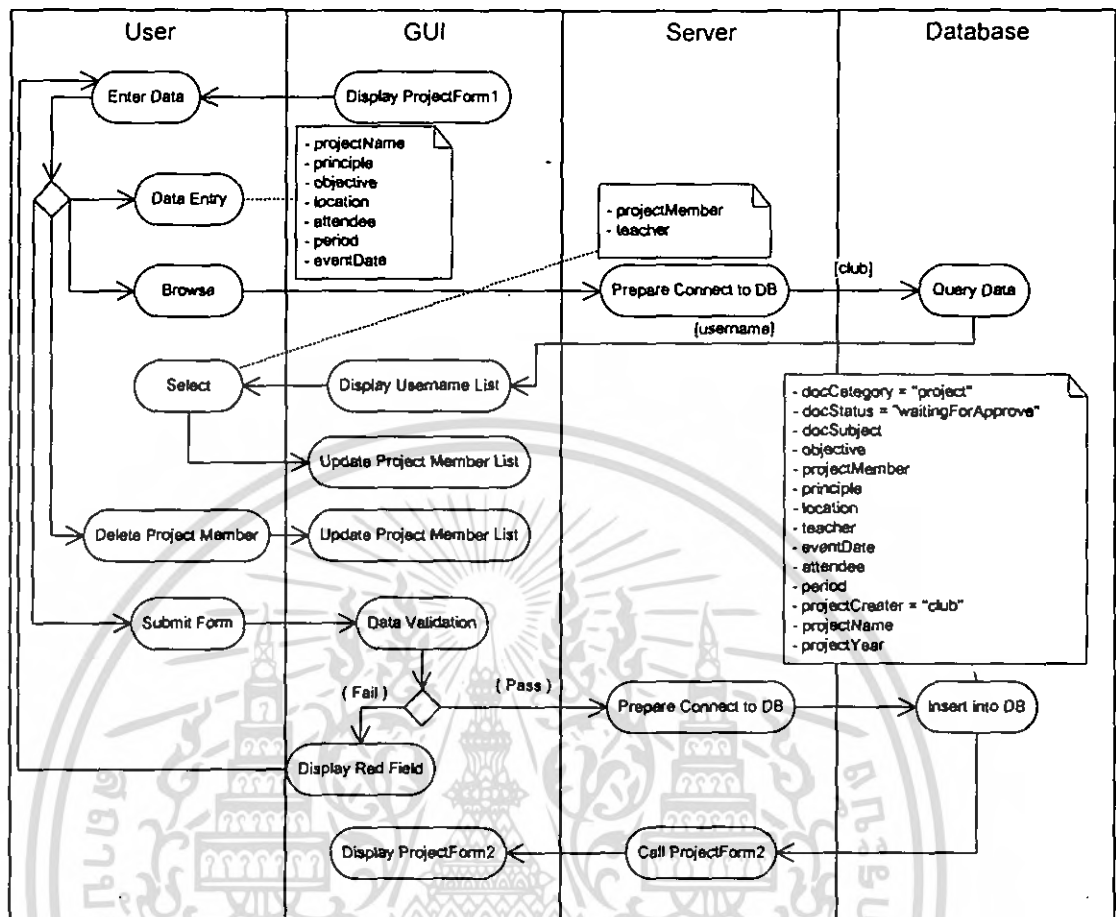 User
GUI
Server
Database
Enter Data
Display ProjectForm1
- projectName
- principle
- objective
- location
- attendee
- period
- eventDate
Data Entry
- projectMember
- teacher
Browse
Prepare Connect to DB
[club]
Query Data
[username]
Select
Display Username List
- docCategory = "project"
- docStatus = "waitingForApprove"
- docSubject
- objective
- projectMember
- principle
- location
- teacher
- eventDate
- attendee
- period
- projectCreater = "club"
- projectName
- projectYear
Update Project Member List
Delete Project Member
Update Project Member List
Submit Form
Data Validation
( Fail )
( Pass )
Prepare Connect to DB
Insert into DB
Display Red Field
Display ProjectForm2
Call ProjectForm2